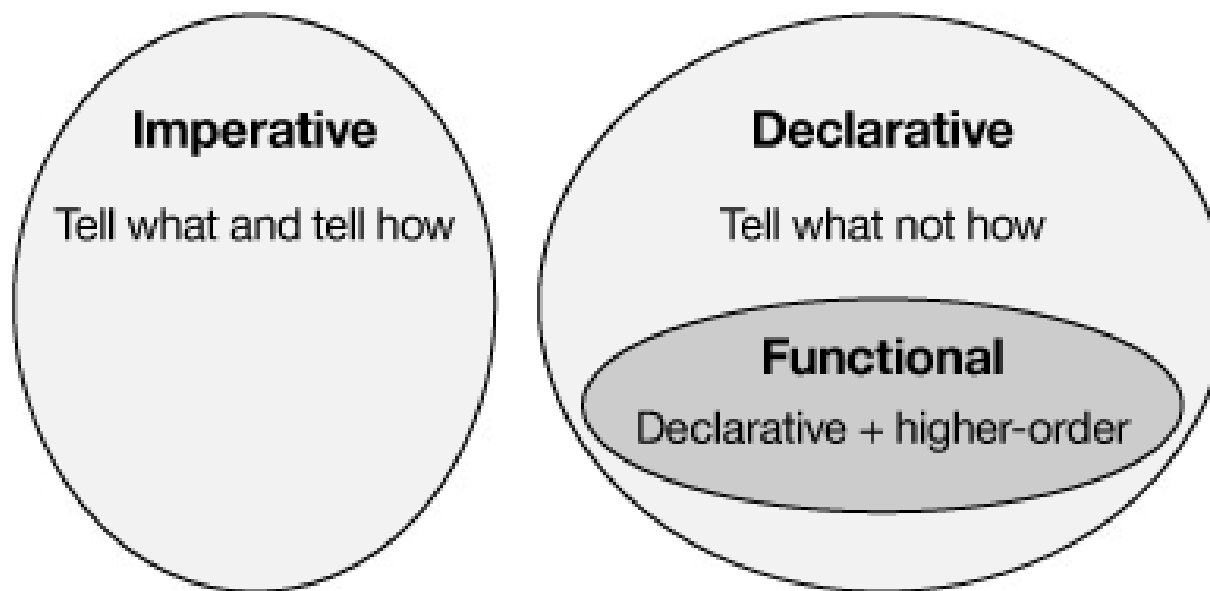 Imperative
Tell what and tell how
Declarative
Tell what not how
Functional
Declarative + higher-order